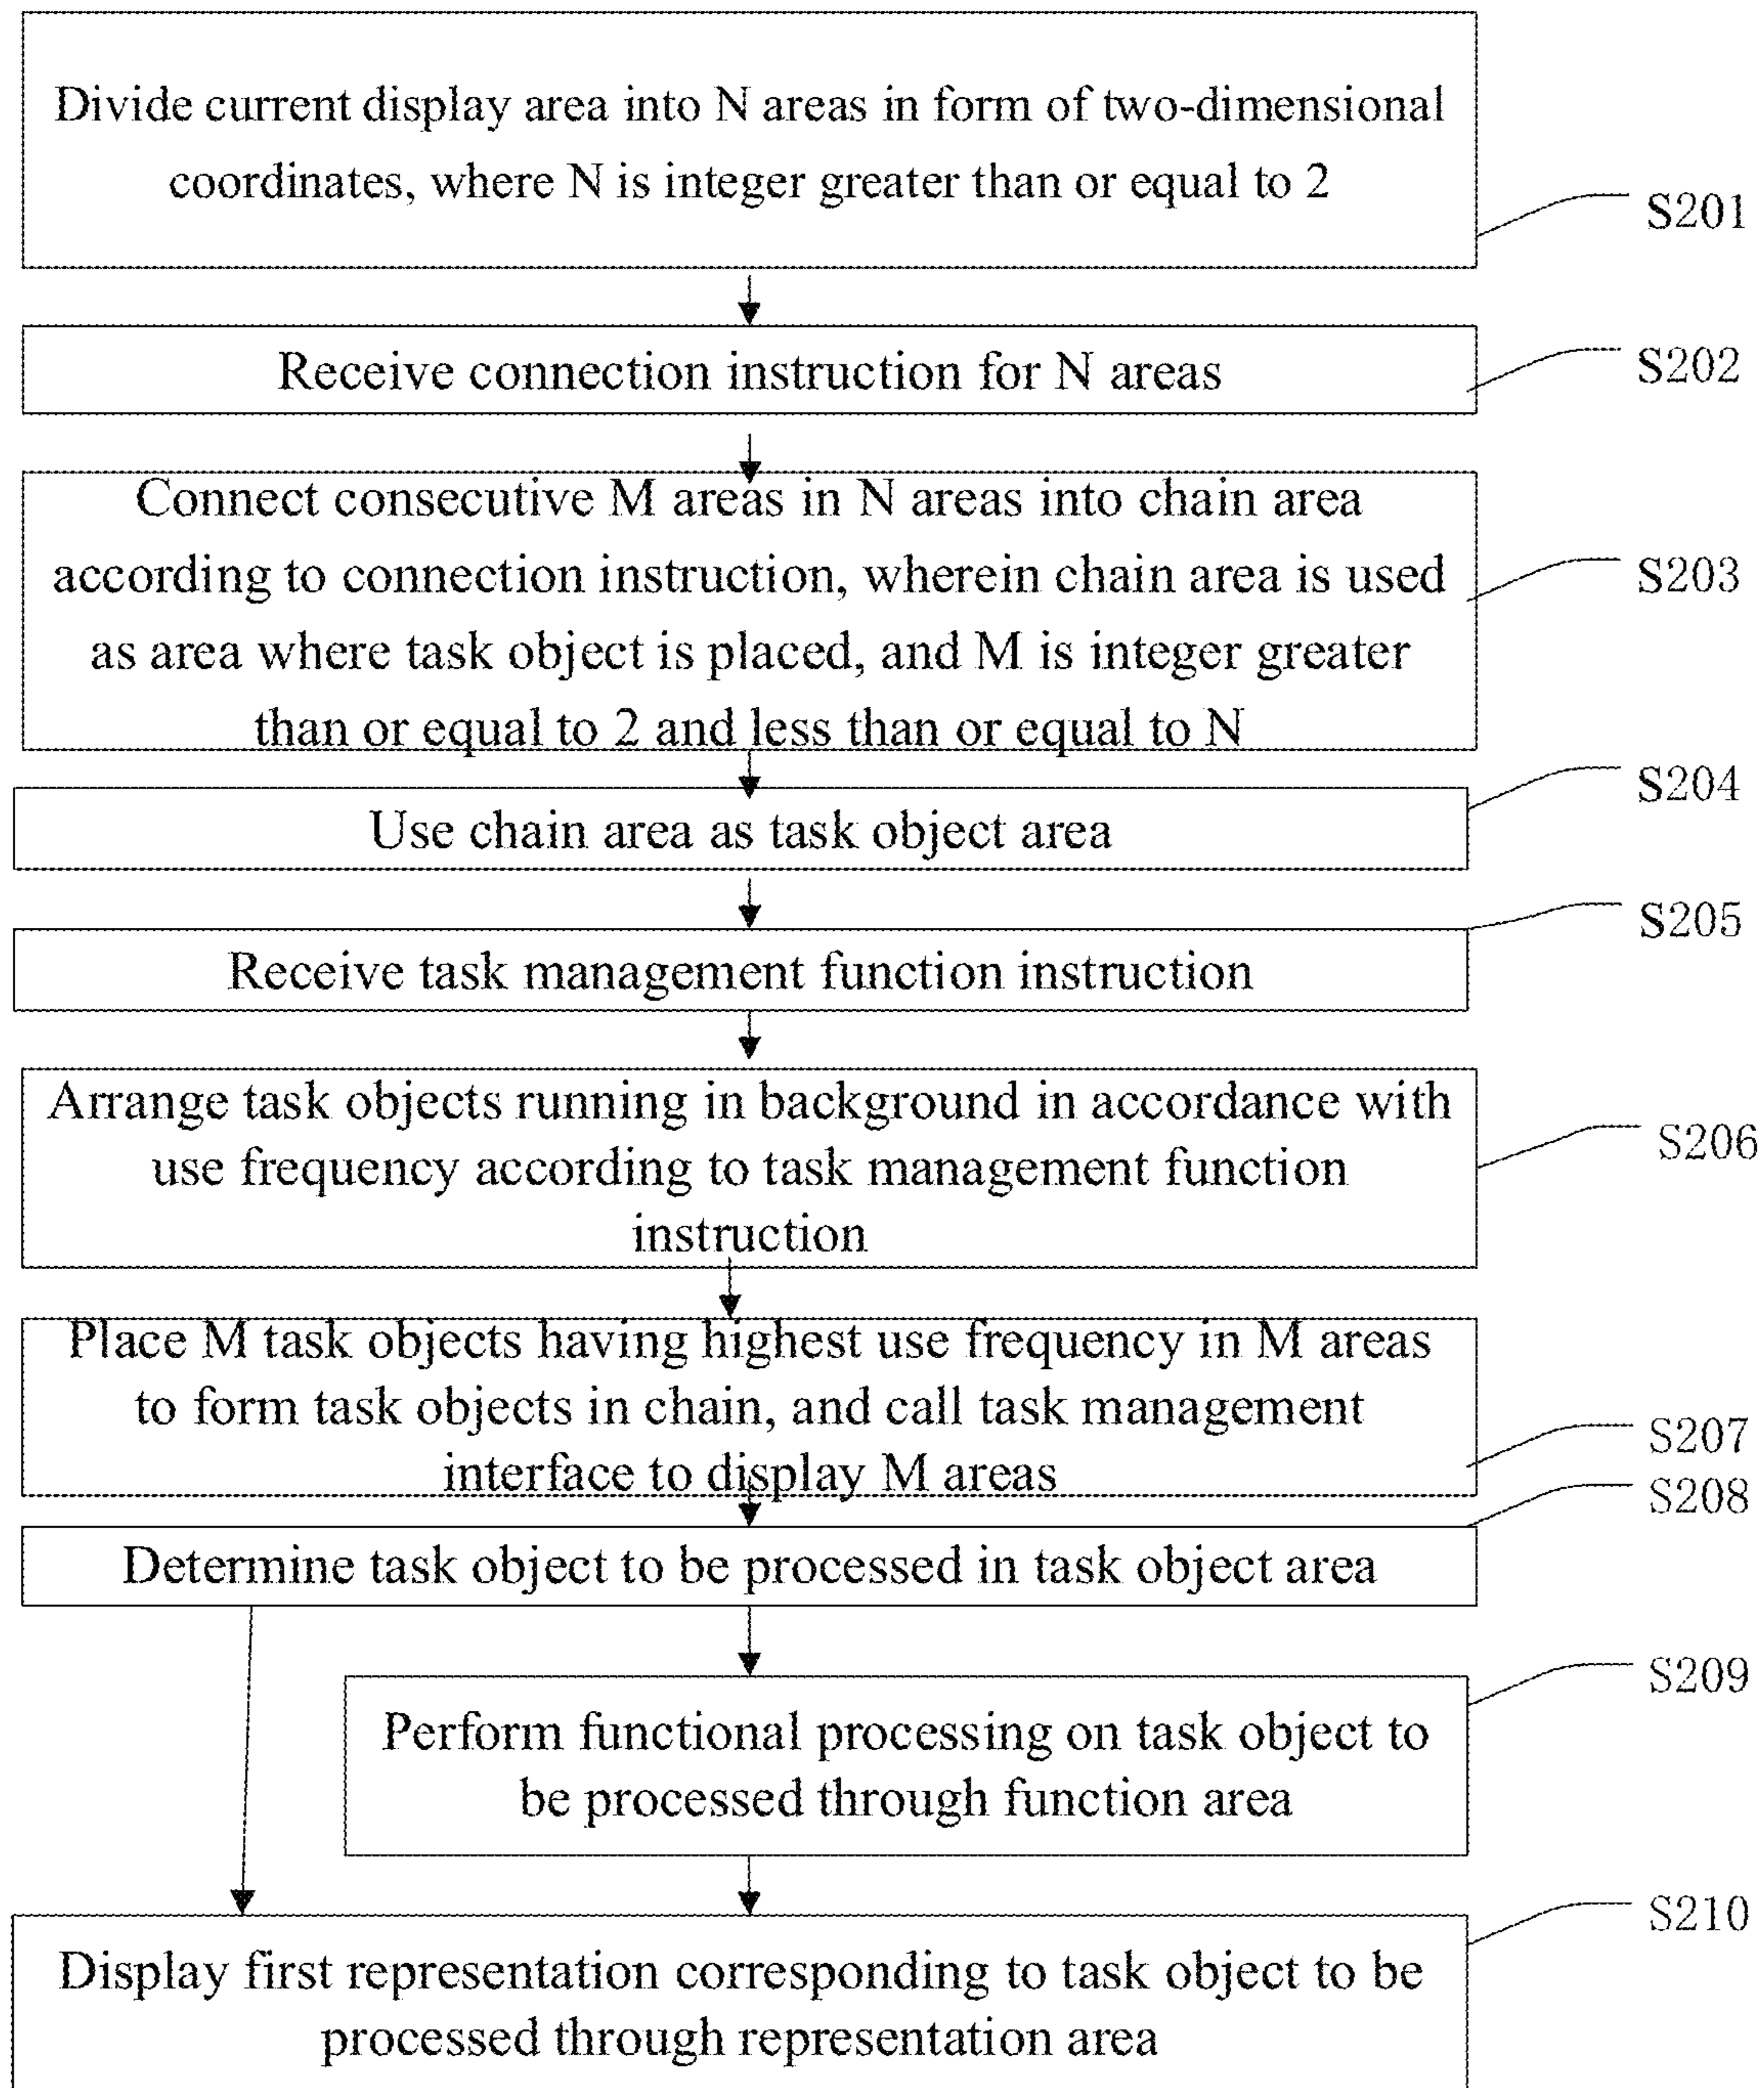 Divide current display area into N areas in form of two-dimensional
coordinates, where N is integer greater than or equal to 2
S201
Receive connection instruction for N areas
S202
Connect consecutive M areas in N areas into chain area
according to connection instruction, wherein chain area is used
as area where task object is placed, and M is integer greater
than or equal to 2 and less than or equal to N
S203
Use chain area as task object area
S204
Receive task management function instruction
S205
Arrange task objects running in background in accordance with
use frequency according to task management function
instruction
S206
Place M task objects having highest use frequency in M areas
to form task objects in chain, and call task management
interface to display M areas
S207
Determine task object to be processed in task object area
S208
Perform functional processing on task object to
be processed through function area
S209
Display first representation corresponding to task object to be
processed through representation area
S210